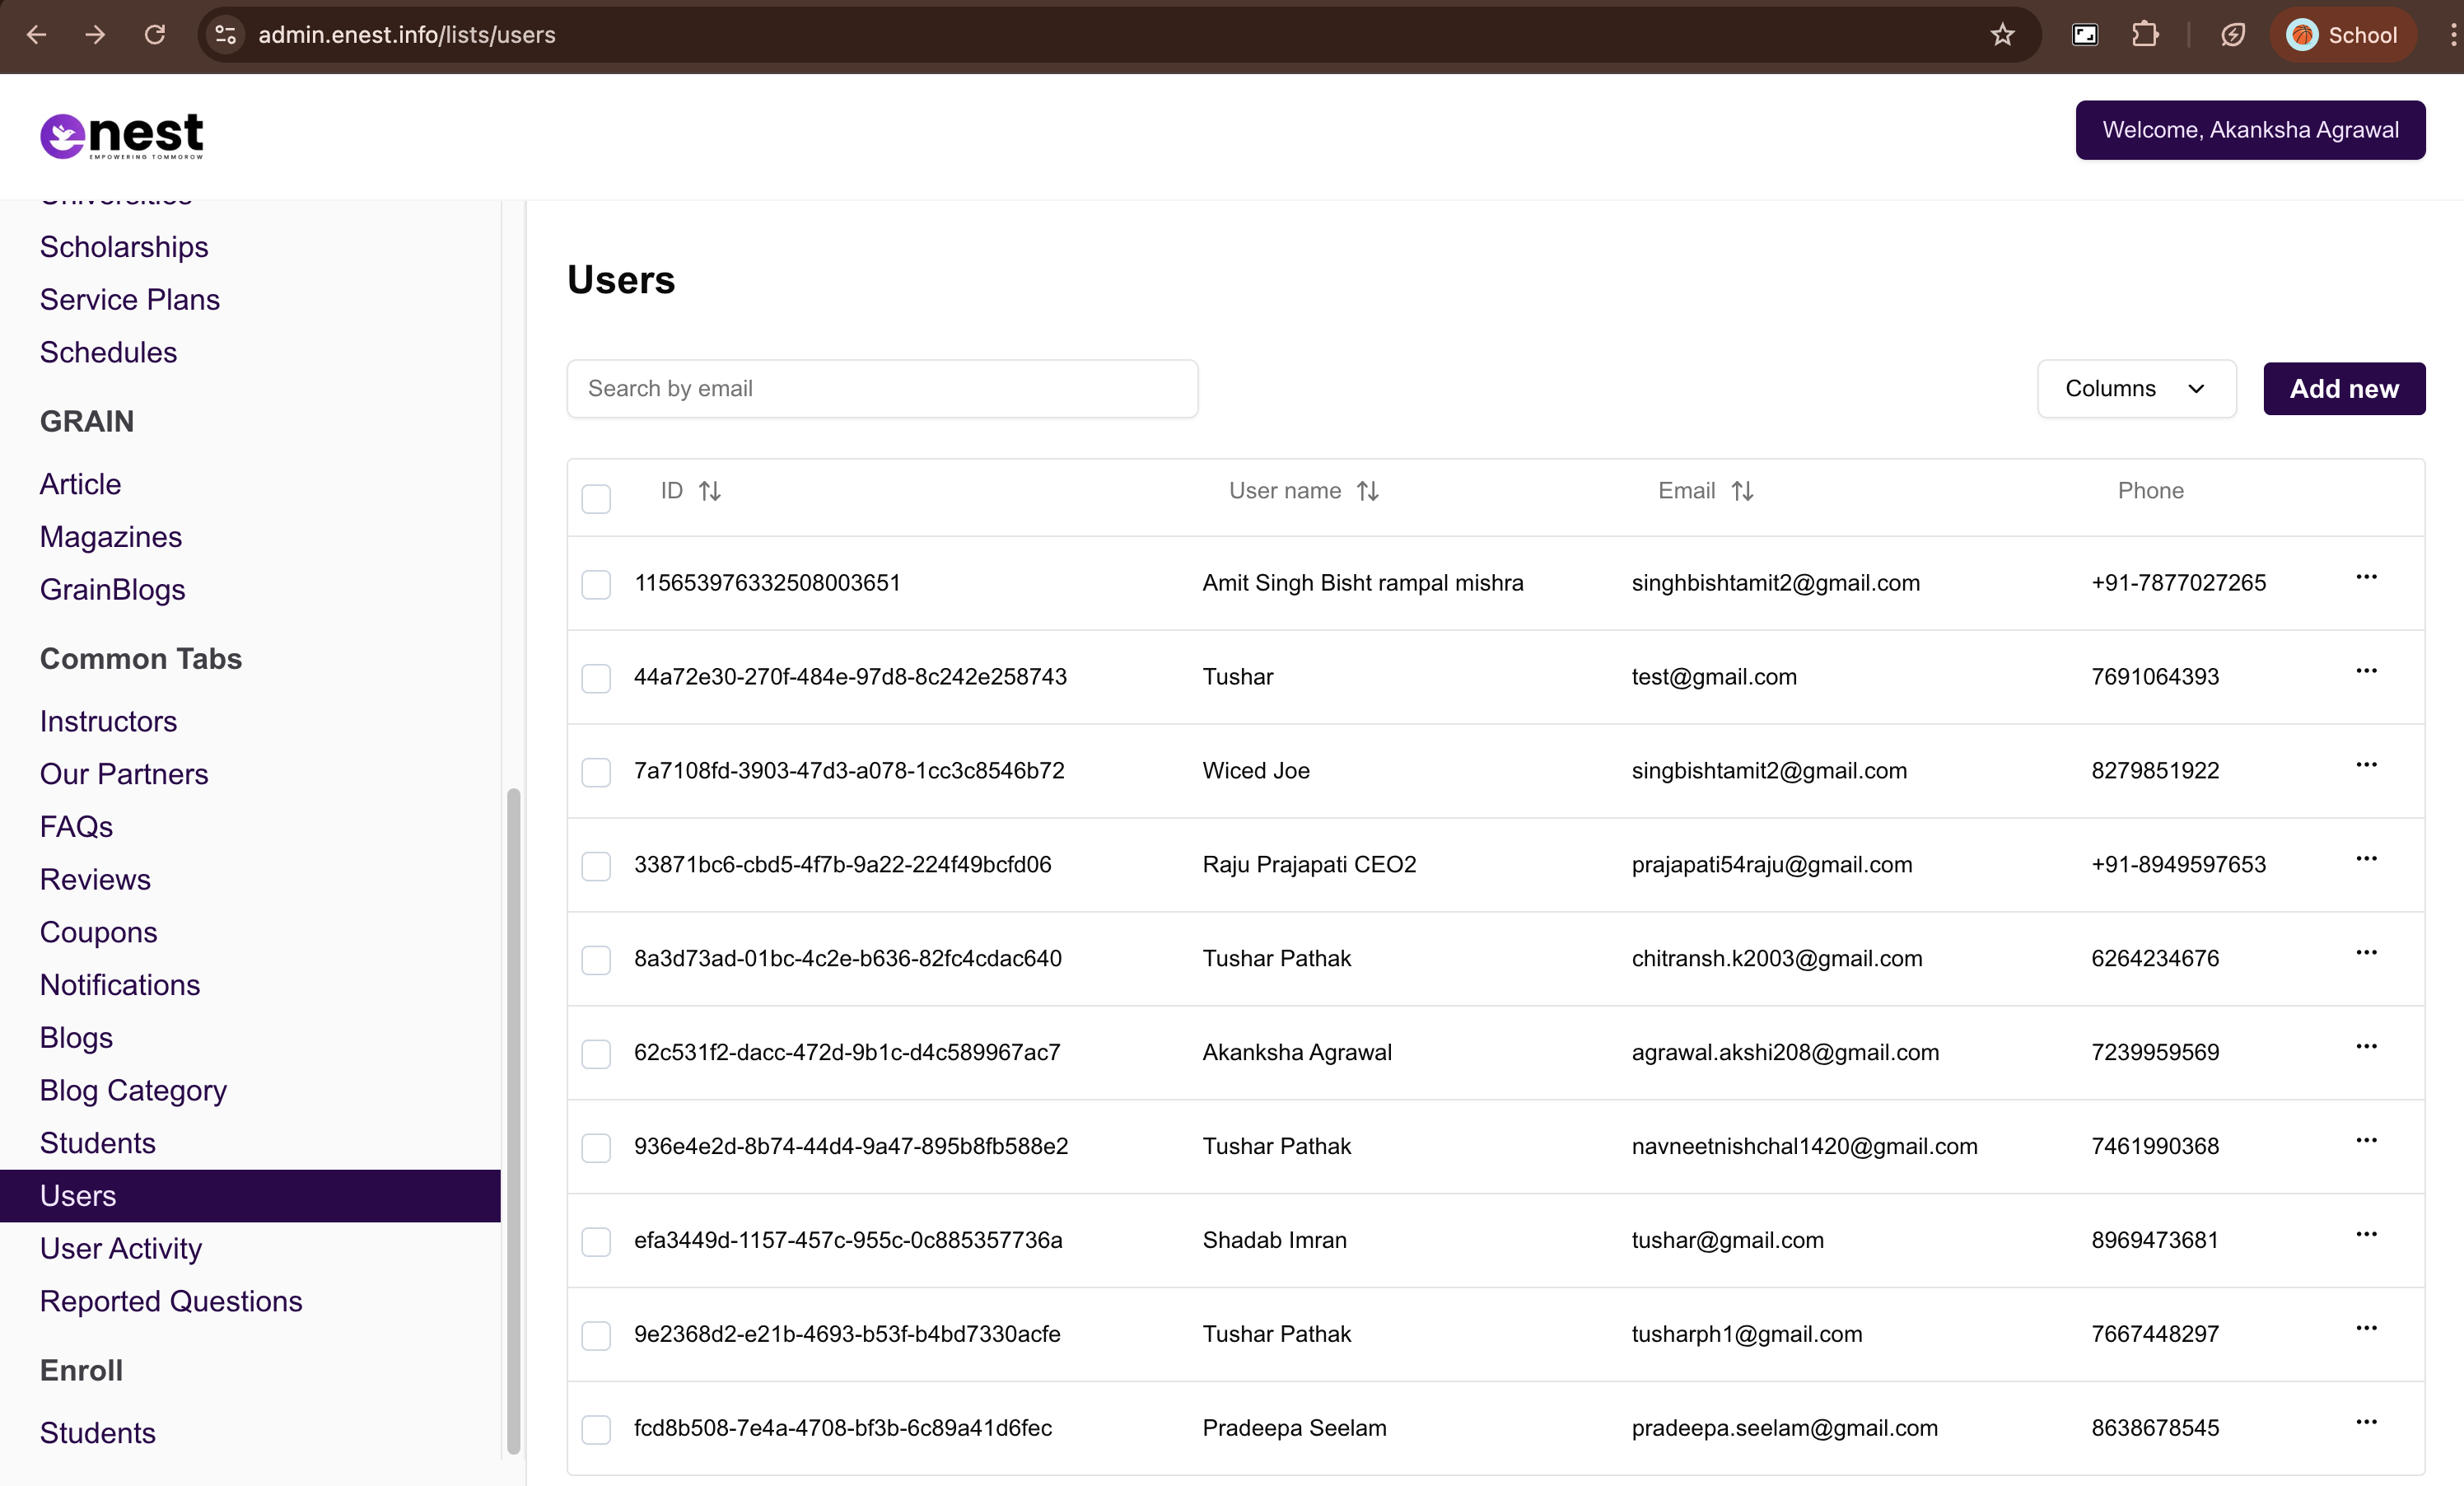 admin.enest.info/lists/users
School
enest
EMPOWERING TOMMOROW
Welcome, Akanksha Agrawal
Universities
Scholarships
Service Plans
Schedules
GRAIN
Article
Magazines
GrainBlogs
Common Tabs
Instructors
Our Partners
FAQs
Reviews
Coupons
Notifications
Blogs
Blog Category
Students
Users
User Activity
Reported Questions
Enroll
Students
Users
Search by email
Columns
Add new
ID User name Email Phone
115653976332508003651 Amit Singh Bisht rampal mishra singhbishtamit2@gmail.com +91-7877027265
44a72e30-270f-484e-97d8-8c242e258743 Tushar test@gmail.com 7691064393
7a7108fd-3903-47d3-a078-1cc3c8546b72 Wiced Joe singbishtamit2@gmail.com 8279851922
33871bc6-cbd5-4f7b-9a22-224f49bcfd06 Raju Prajapati CEO2 prajapati54raju@gmail.com +91-8949597653
8a3d73ad-01bc-4c2e-b636-82fc4cdac640 Tushar Pathak chitransh.k2003@gmail.com 6264234676
62c531f2-dacc-472d-9b1c-d4c589967ac7 Akanksha Agrawal agrawal.akshi208@gmail.com 7239959569
936e4e2d-8b74-44d4-9a47-895b8fb588e2 Tushar Pathak navneetnishchal1420@gmail.com 7461990368
efa3449d-1157-457c-955c-0c885357736a Shadab Imran tushar@gmail.com 8969473681
9e2368d2-e21b-4693-b53f-b4bd7330acfe Tushar Pathak tusharph1@gmail.com 7667448297
fcd8b508-7e4a-4708-bf3b-6c89a41d6fec Pradeepa Seelam pradeepa.seelam@gmail.com 8638678545